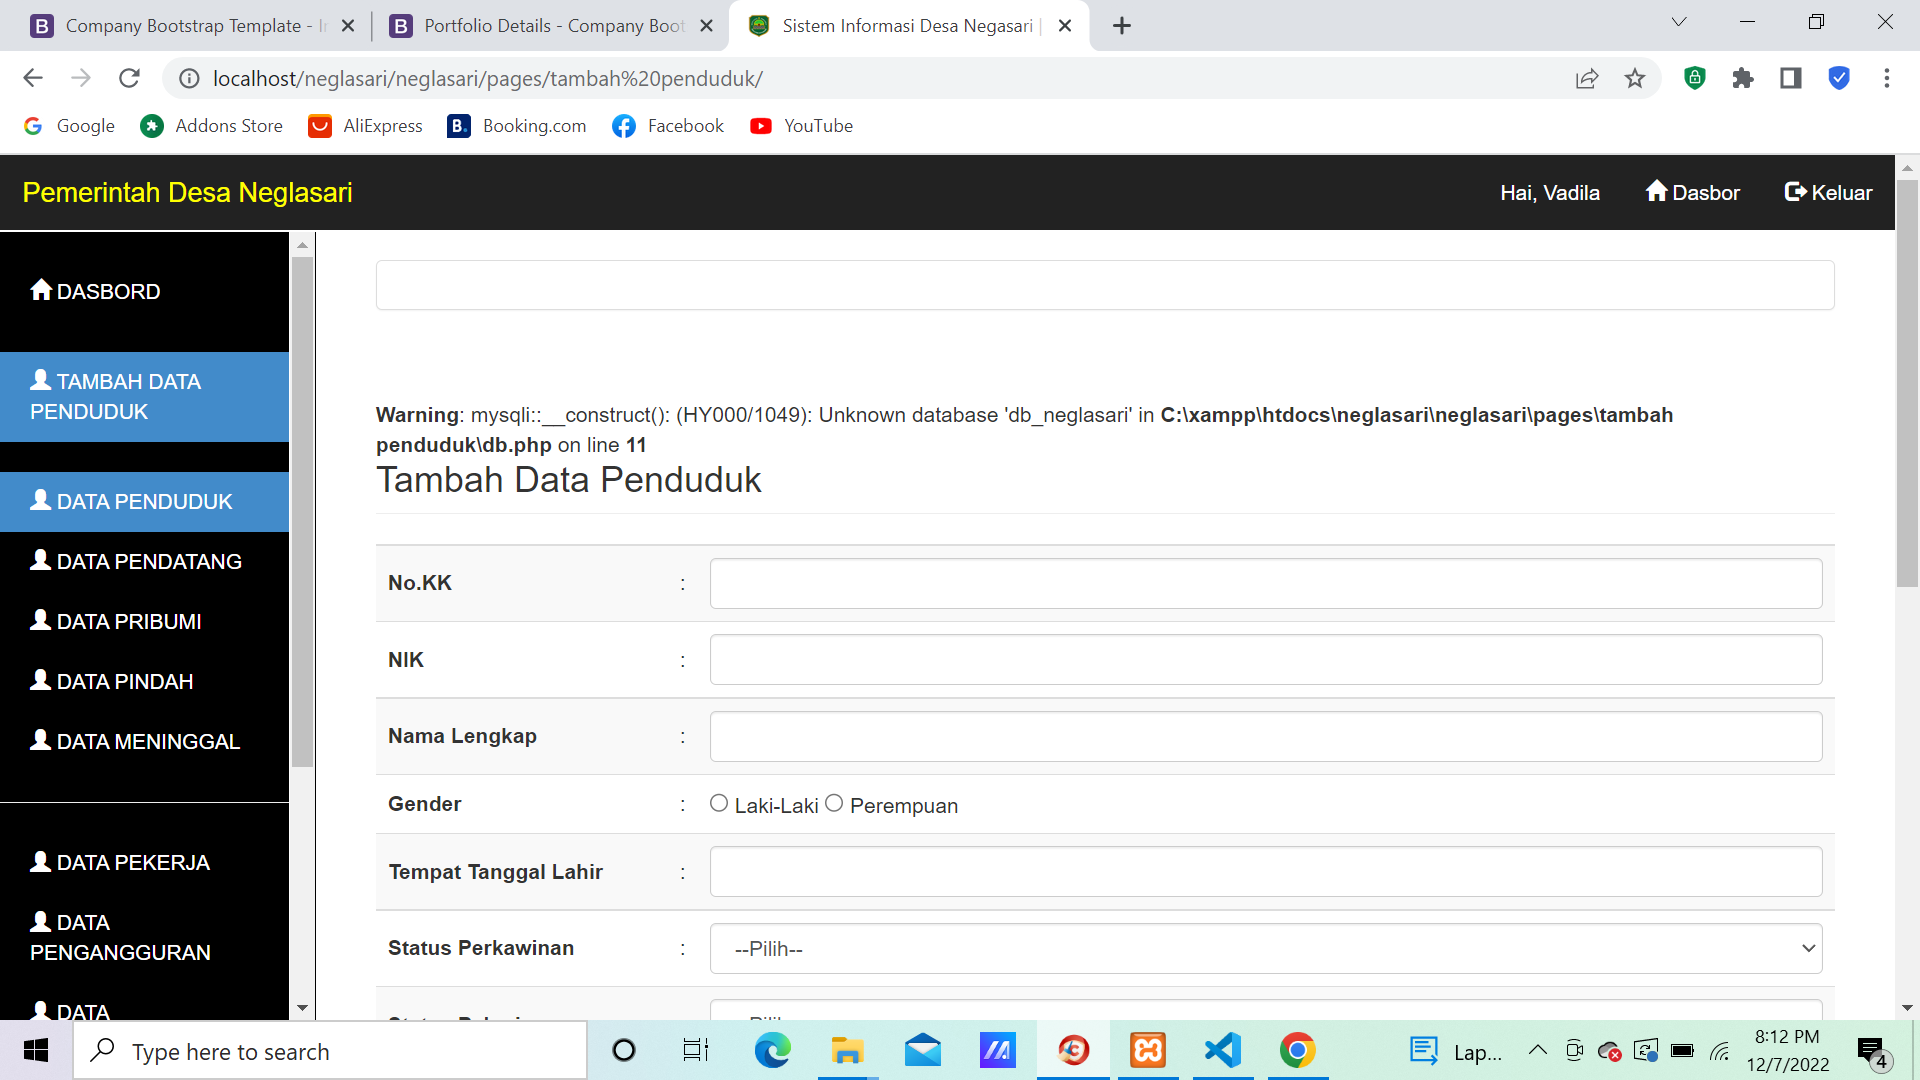 Company Bootstrap Template - I
Portfolio Details - Company Boot
Sistem Informasi Desa Negasari |
localhost/neglasari/neglasari/pages/tambah%20penduduk/
Google
Addons Store
AliExpress
B.
Booking.com
Facebook
YouTube
Pemerintah Desa Neglasari
Hai, Vadila
Dasbor
Keluar
DASBORD
TAMBAH DATA
PENDUDUK
DATA PENDUDUK
DATA PENDATANG
DATA PRIBUMI
DATA PINDAH
DATA MENINGGAL
DATA PEKERJA
DATA
PENGANGGURAN
DATA
Warning: mysqli::__construct(): (HY000/1049): Unknown database 'db_neglasari' in C:\xampp\htdocs\neglasari\neglasari\pages\tambah
penduduk\db.php on line 11
Tambah Data Penduduk
No.KK :
NIK :
Nama Lengkap :
Gender : Laki-Laki Perempuan
Tempat Tanggal Lahir :
Status Perkawinan : --Pilih--
Type here to search
Lap...
8:12 PM
12/7/2022
4